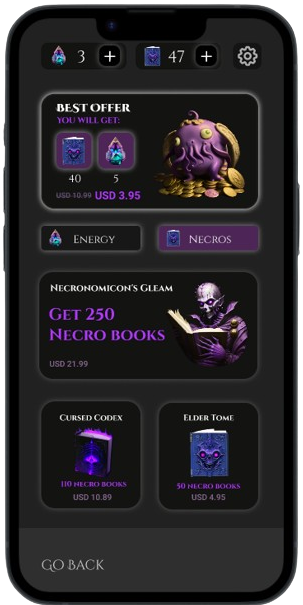 3 + 47 +
Best Offer
You will get:
40 5
USD 10.99 USD 3.95
Energy Necros
Necronomicon's Gleam
Get 250
Necro books
USD 21.99
Cursed Codex Elder Tome
110 necro books 50 necro books
USD 10.89 USD 4.95
Go back